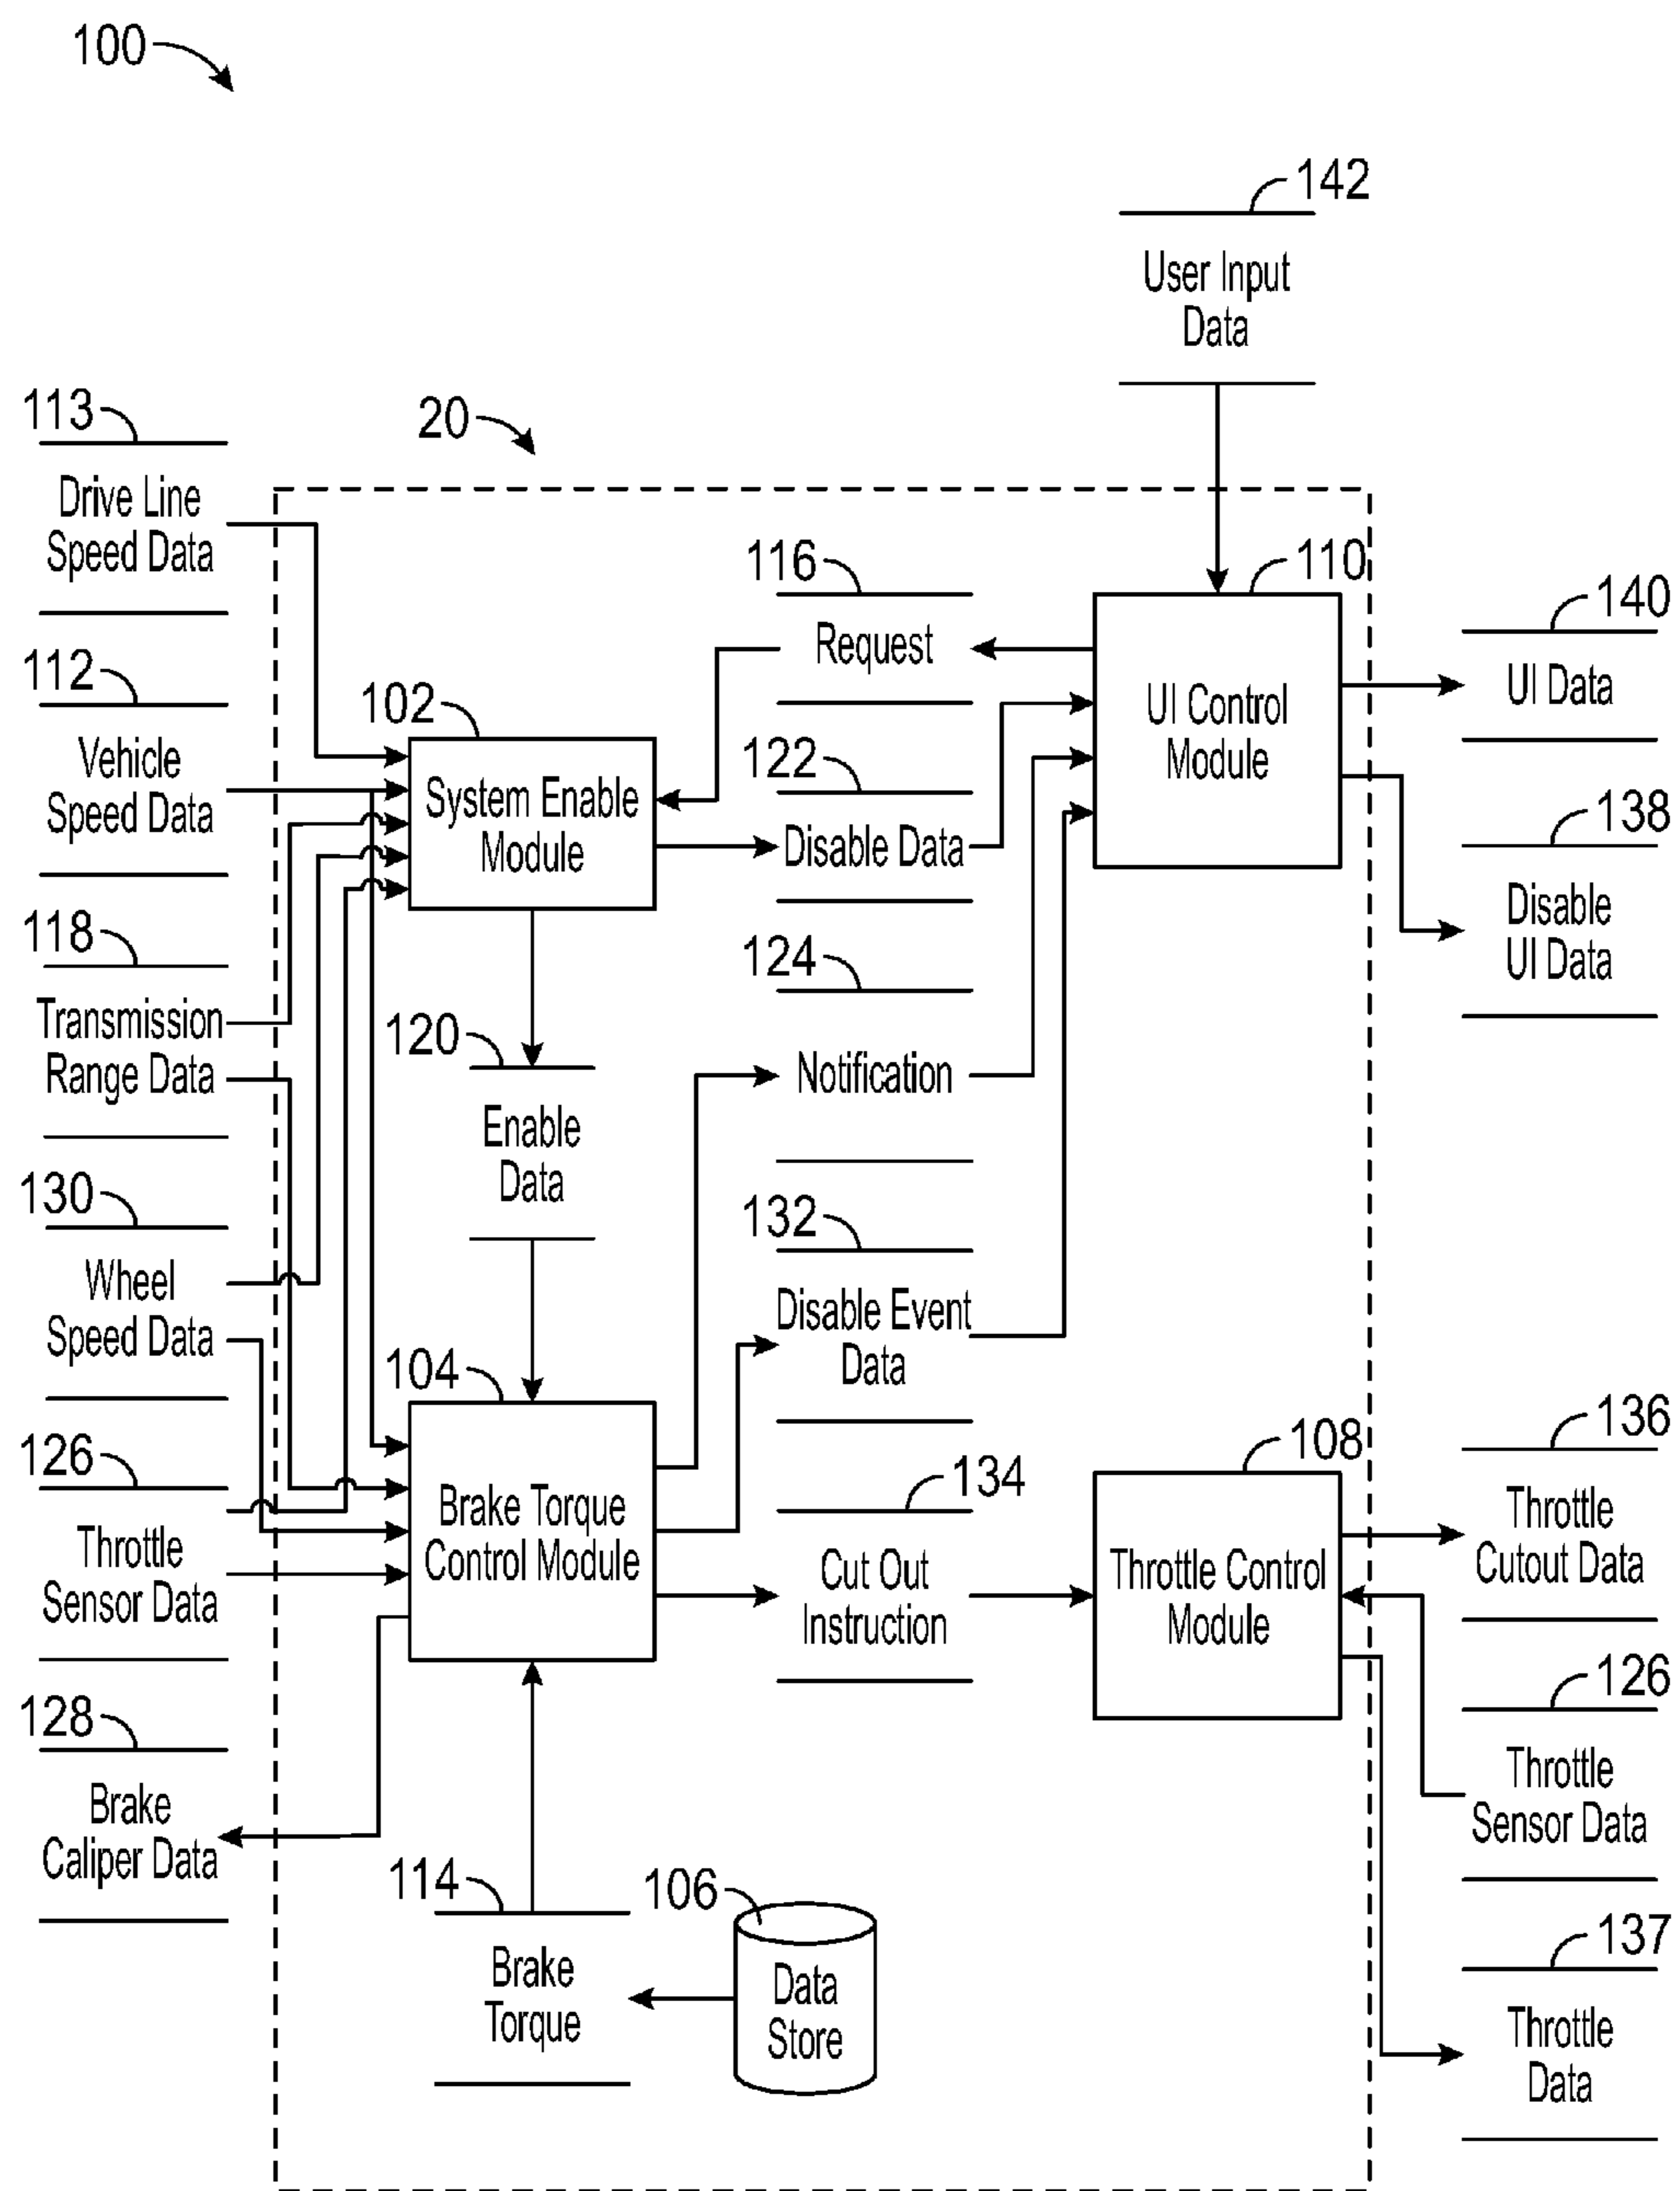 100
142
User Input
Data
113
Drive Line
Speed Data
20
116
Request
110
UI Control
Module
140
UI Data
112
Vehicle
Speed Data
102
System Enable
Module
122
Disable Data
138
Disable
UI Data
118
Transmission
Range Data
120
Enable
Data
124
Notification
130
Wheel
Speed Data
132
Disable Event
Data
104
Brake Torque
Control Module
126
Throttle
Sensor Data
134
Cut Out
Instruction
108
Throttle Control
Module
136
Throttle
Cutout Data
126
Throttle
Sensor Data
128
Brake
Caliper Data
114
Brake
Torque
106
Data
Store
137
Throttle
Data